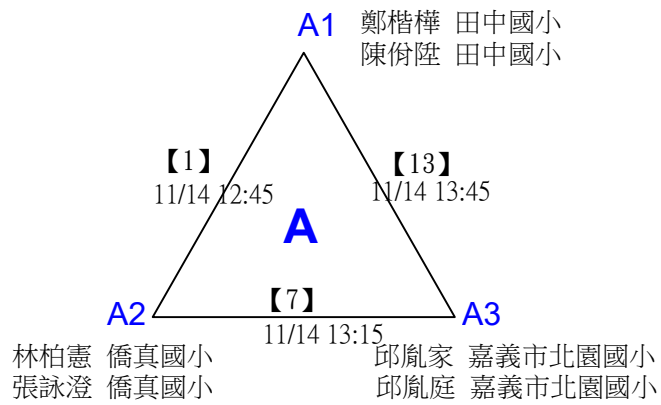 A1 鄭楷樺 田中國小
陳佾陞 田中國小
【1】
11/14 12:45
【13】
11/14 13:45
A
【7】
11/14 13:15
A2
A3
林柏憲 僑真國小
張詠澄 僑真國小
邱胤家 嘉義市北園國小
邱胤庭 嘉義市北園國小